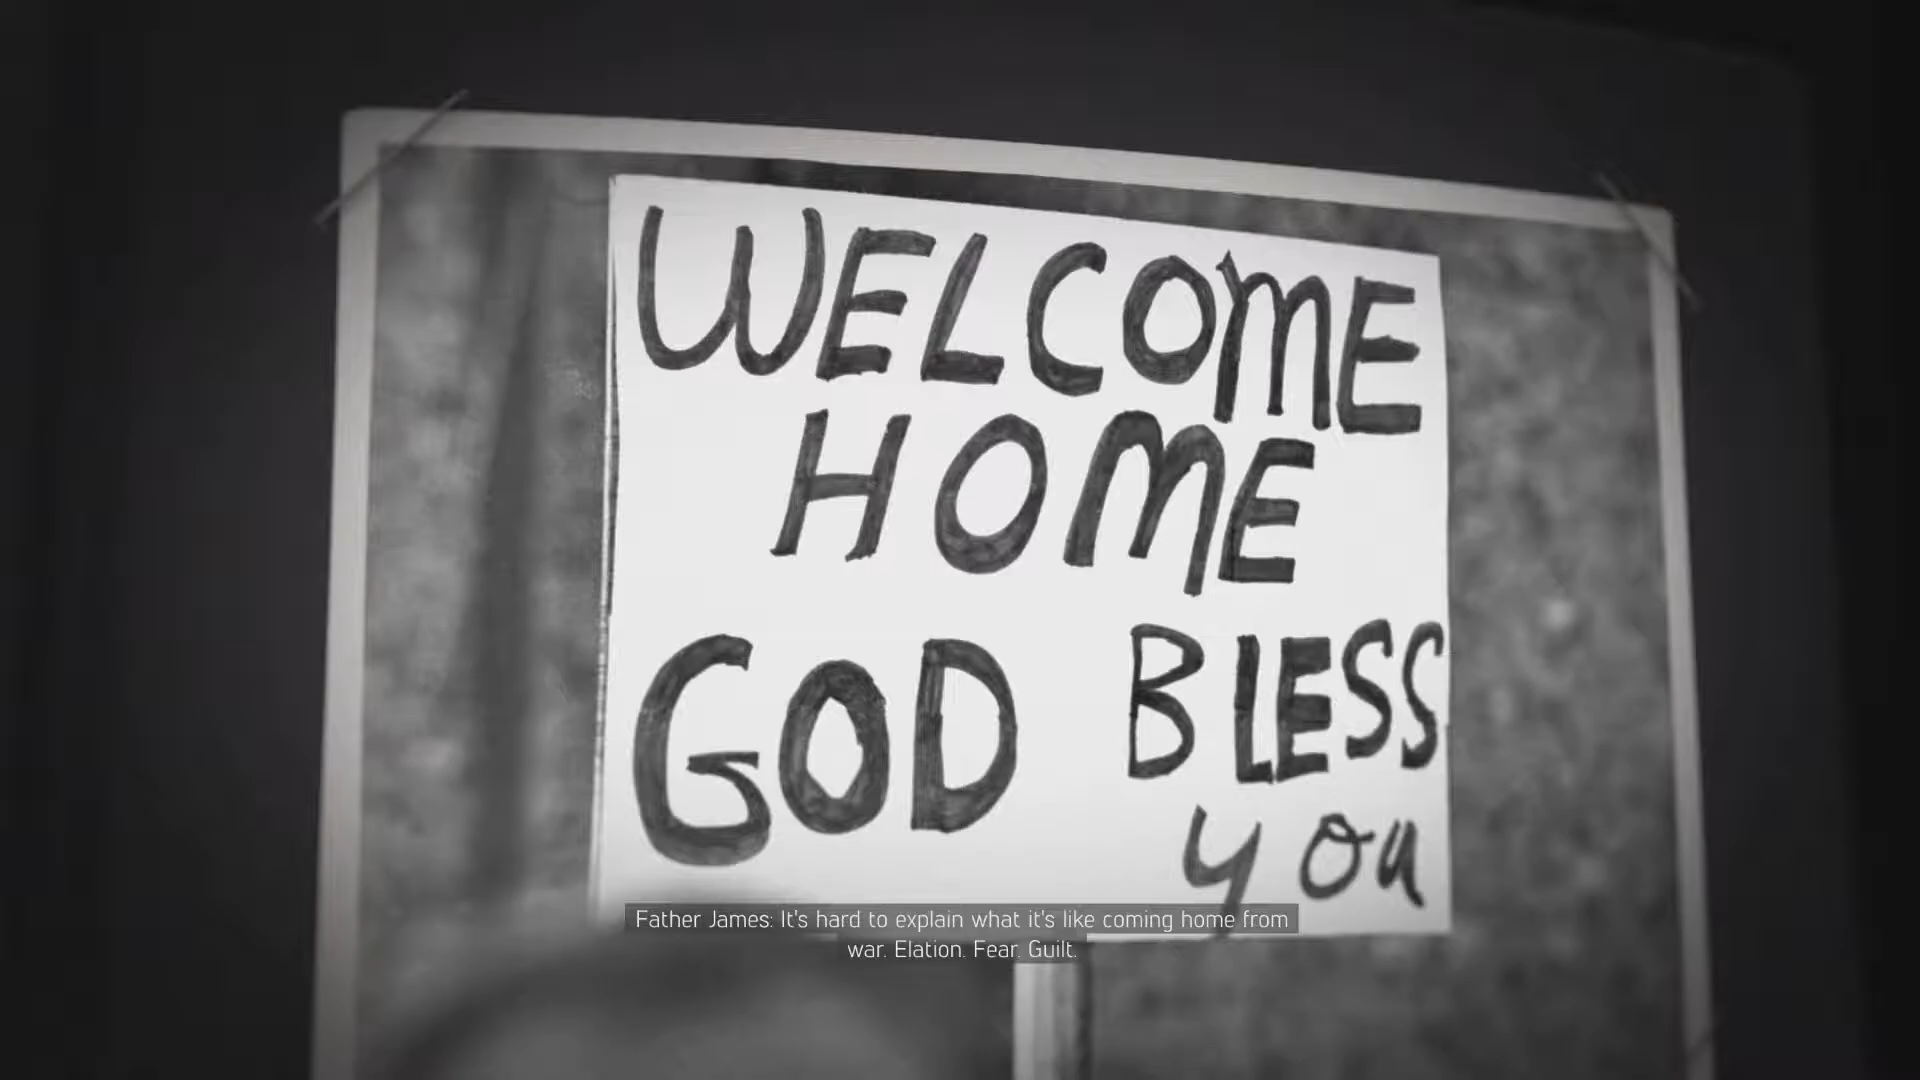 WELCOME
HOME
GOD BLESS
you
Father James: It's hard to explain what it's like coming home from
war. Elation. Fear. Guilt.